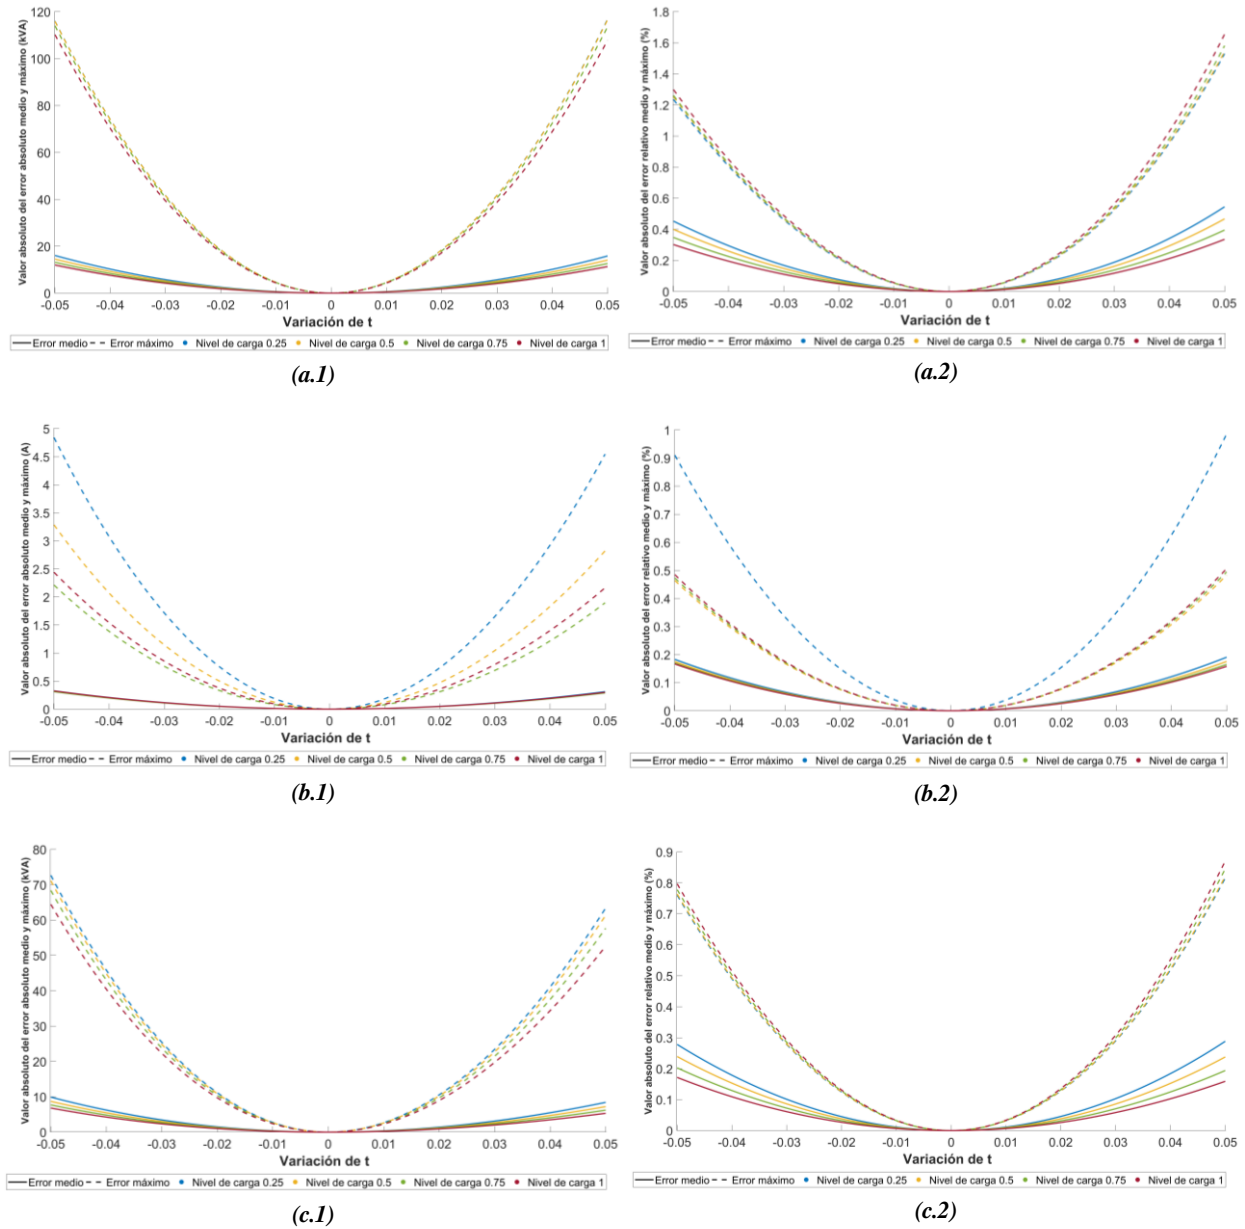 Valor absoluto del error absoluto medio y máximo (kVA)
120
100
80
60
40
20
0
-0.05 -0.04 -0.03 -0.02 -0.01 0 0.01 0.02 0.03 0.04 0.05
Variación de t
Error medio Error máximo Nivel de carga 0.25 Nivel de carga 0.5 Nivel de carga 0.75 Nivel de carga 1
(a.1)
Valor absoluto del error relativo medio y máximo (%)
1.8
1.6
1.4
1.2
1
0.8
0.6
0.4
0.2
0
-0.05 -0.04 -0.03 -0.02 -0.01 0 0.01 0.02 0.03 0.04 0.05
Variación de t
Error medio Error máximo Nivel de carga 0.25 Nivel de carga 0.5 Nivel de carga 0.75 Nivel de carga 1
(a.2)
Valor absoluto del error absoluto medio y máximo (A)
5
4.5
4
3.5
3
2.5
2
1.5
1
0.5
0
-0.05 -0.04 -0.03 -0.02 -0.01 0 0.01 0.02 0.03 0.04 0.05
Variación de t
Error medio Error máximo Nivel de carga 0.25 Nivel de carga 0.5 Nivel de carga 0.75 Nivel de carga 1
(b.1)
Valor absoluto del error relativo medio y máximo (%)
1
0.9
0.8
0.7
0.6
0.5
0.4
0.3
0.2
0.1
0
-0.05 -0.04 -0.03 -0.02 -0.01 0 0.01 0.02 0.03 0.04 0.05
Variación de t
Error medio Error máximo Nivel de carga 0.25 Nivel de carga 0.5 Nivel de carga 0.75 Nivel de carga 1
(b.2)
Valor absoluto del error absoluto medio y máximo (kVA)
80
70
60
50
40
30
20
10
0
-0.05 -0.04 -0.03 -0.02 -0.01 0 0.01 0.02 0.03 0.04 0.05
Variación de t
Error medio Error máximo Nivel de carga 0.25 Nivel de carga 0.5 Nivel de carga 0.75 Nivel de carga 1
(c.1)
Valor absoluto del error relativo medio y máximo (%)
0.9
0.8
0.7
0.6
0.5
0.4
0.3
0.2
0.1
0
-0.05 -0.04 -0.03 -0.02 -0.01 0 0.01 0.02 0.03 0.04 0.05
Variación de t
Error medio Error máximo Nivel de carga 0.25 Nivel de carga 0.5 Nivel de carga 0.75 Nivel de carga 1
(c.2)